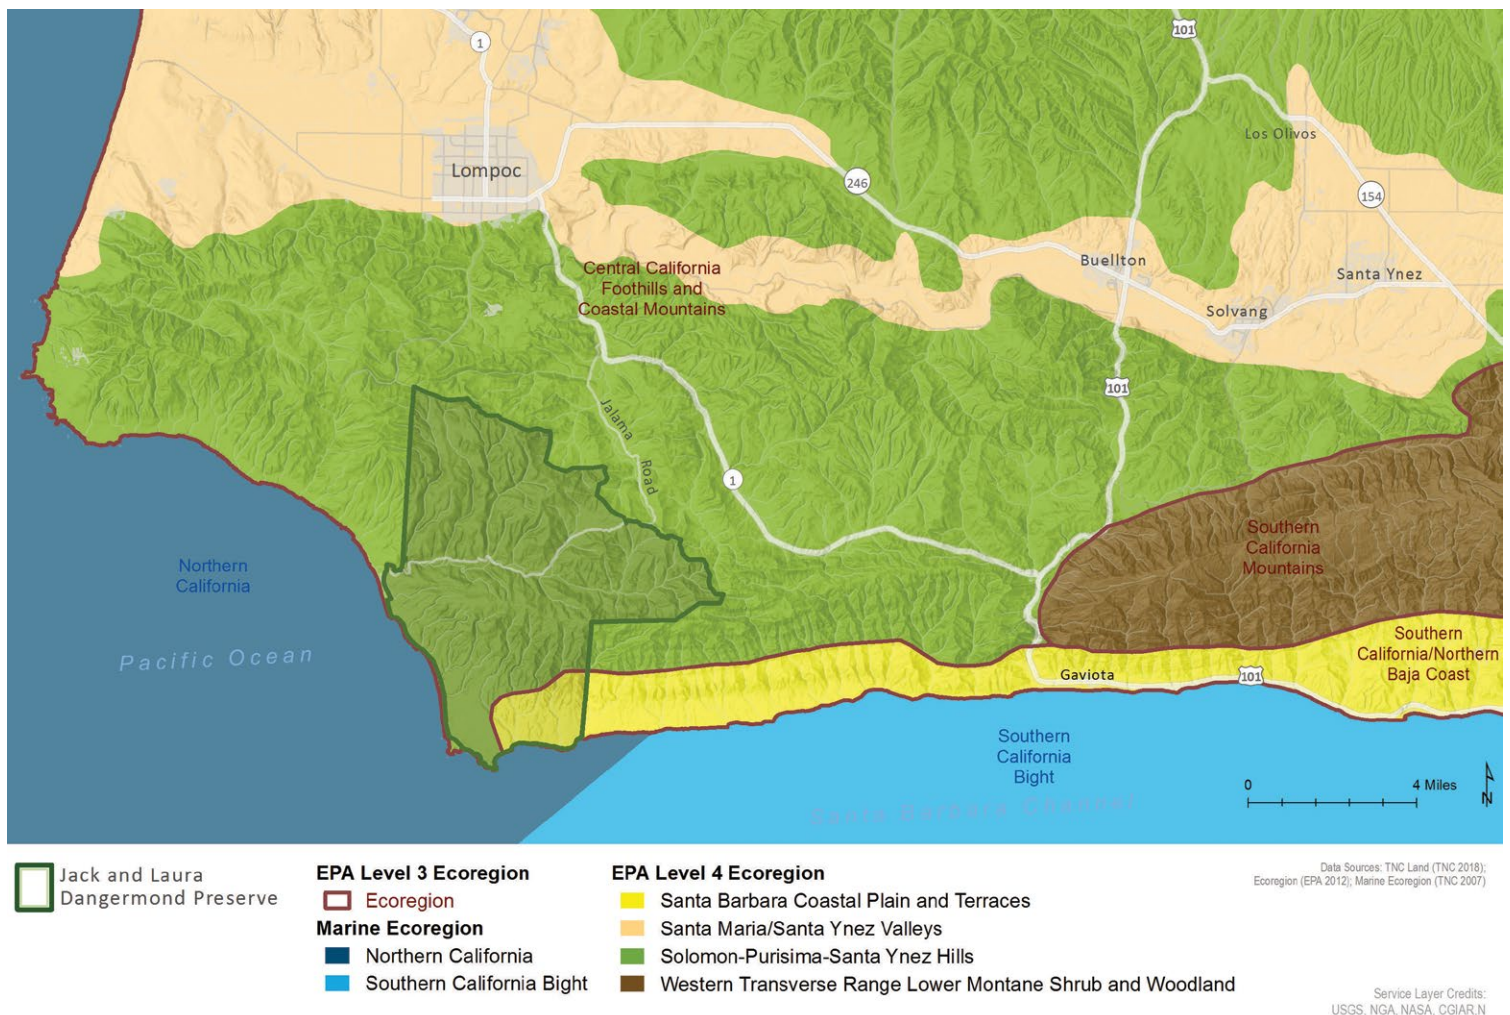 1
101
Los Olivos
Lompoc
246
154
Central California
Foothills and
Coastal Mountains
Buellton
Santa Ynez
Solvang
101
Jalama
Road
1
Southern
California
Mountains
Northern
California
Pacific Ocean
Southern
California/Northern
Baja Coast
Gaviota
101
Southern
California
Bight
0
4 Miles
N
Santa Barbara Channel
Jack and Laura
Dangermond Preserve
EPA Level 3 Ecoregion
Ecoregion
Marine Ecoregion
Northern California
Southern California Bight
EPA Level 4 Ecoregion
Santa Barbara Coastal Plain and Terraces
Santa Maria/Santa Ynez Valleys
Solomon-Purisima-Santa Ynez Hills
Western Transverse Range Lower Montane Shrub and Woodland
Data Sources: TNC Land (TNC 2018);
Ecoregion (EPA 2012); Marine Ecoregion (TNC 2007)
Service Layer Credits:
USGS, NGA, NASA, CGIAR,N